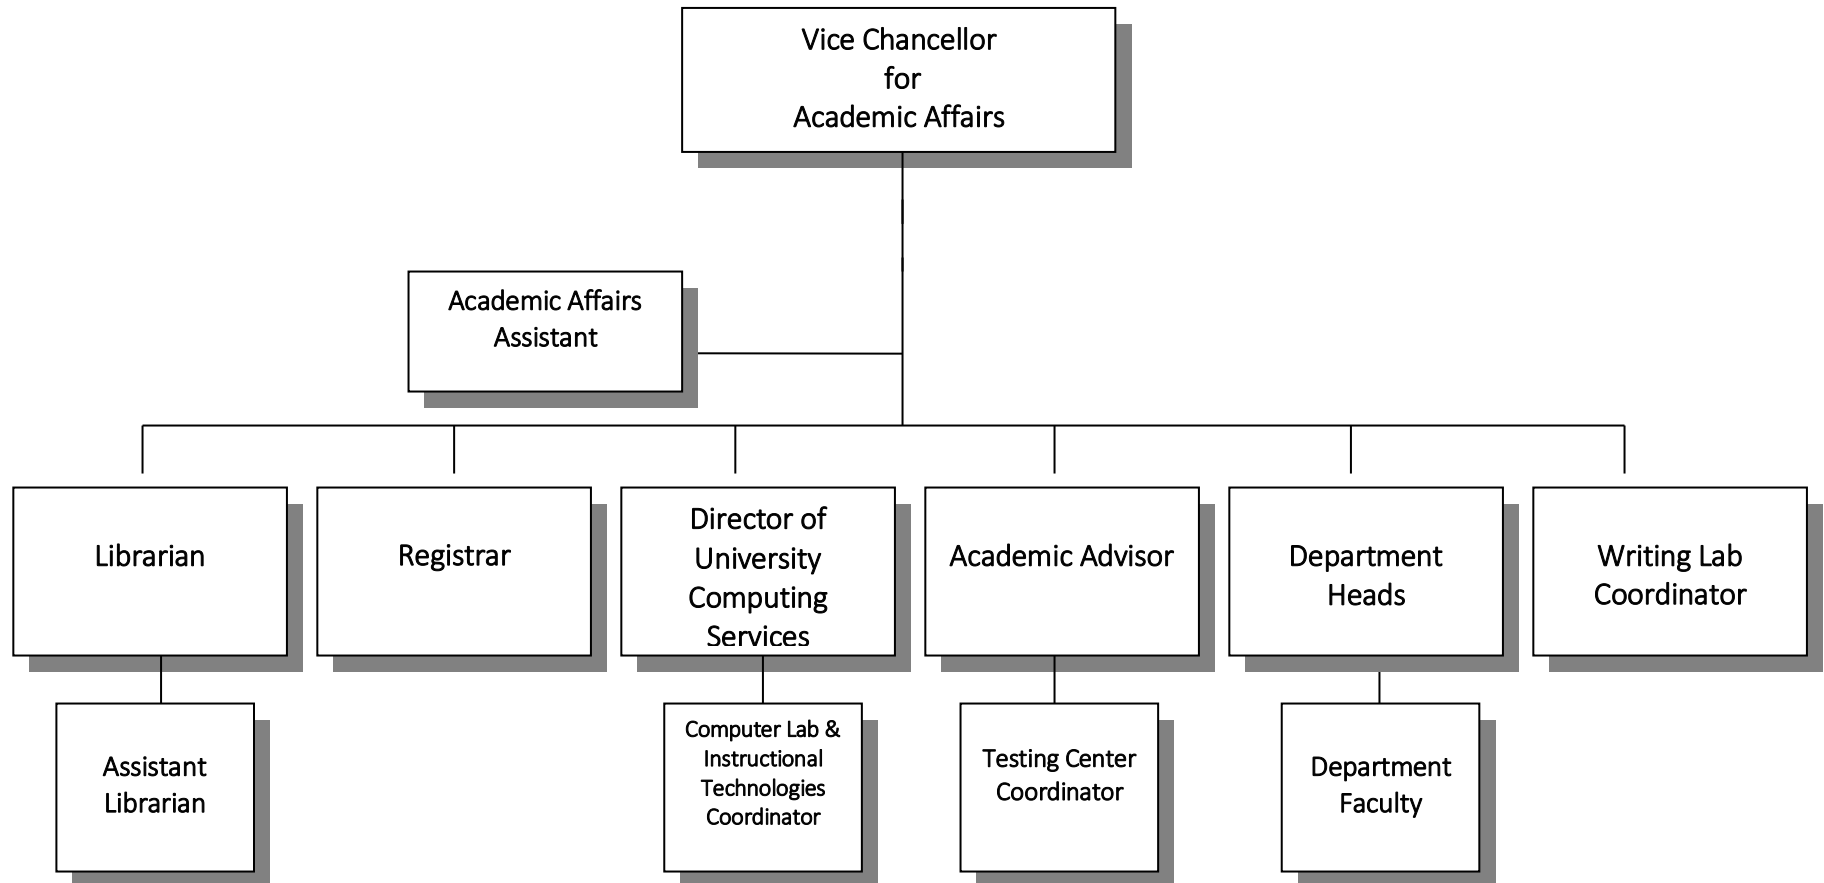 Vice Chancellor
for
Academic Affairs
Academic Affairs
Assistant
Librarian
Registrar
Director of
University
Computing
Services
Academic Advisor
Department
Heads
Writing Lab
Coordinator
Assistant
Librarian
Computer Lab &
Instructional
Technologies
Coordinator
Testing Center
Coordinator
Department
Faculty